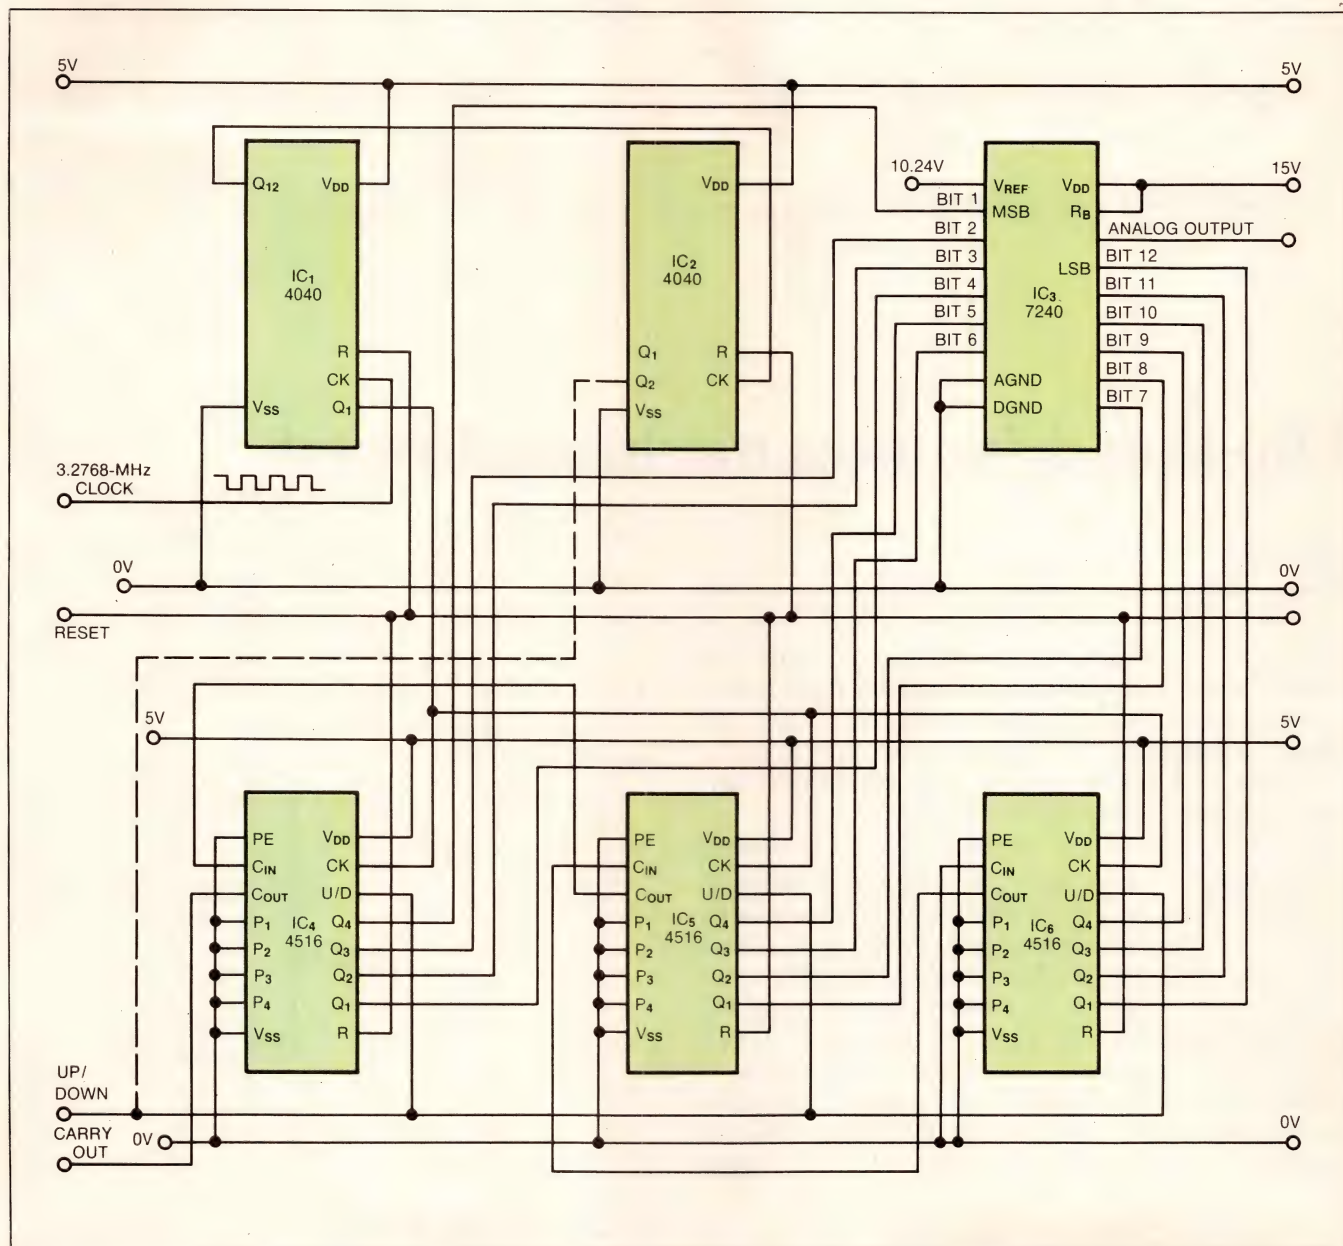 5V
5V
Q12
VDD
IC1
4040
R
CK
VSS
Q1
VDD
IC2
4040
Q1
R
Q2
CK
VSS
10.24V
15V
VREF
VDD
BIT 1
MSB
RB
BIT 2
ANALOG OUTPUT
BIT 3
LSB
BIT 12
BIT 4
IC3
7240
BIT 11
BIT 5
BIT 10
BIT 6
BIT 9
AGND
BIT 8
DGND
BIT 7
3.2768-MHz
CLOCK
0V
0V
RESET
5V
5V
PE
VDD
CIN
CK
COUT
U/D
P1
IC4
4516
Q4
P2
Q3
P3
Q2
P4
Q1
VSS
R
PE
VDD
CIN
CK
COUT
U/D
P1
IC5
4516
Q4
P2
Q3
P3
Q2
P4
Q1
VSS
R
PE
VDD
CIN
CK
COUT
U/D
P1
IC6
4516
Q4
P2
Q3
P3
Q2
P4
Q1
VSS
R
UP/
DOWN
CARRY
OUT
0V
0V